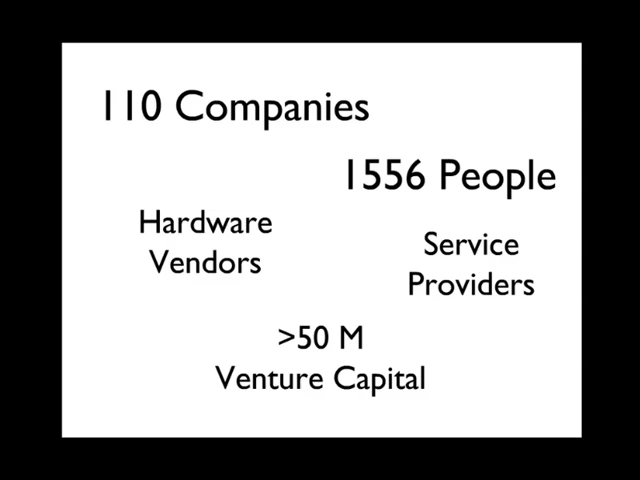 110 Companies
1556 People
Hardware
Vendors
Service
Providers
>50 M
Venture Capital